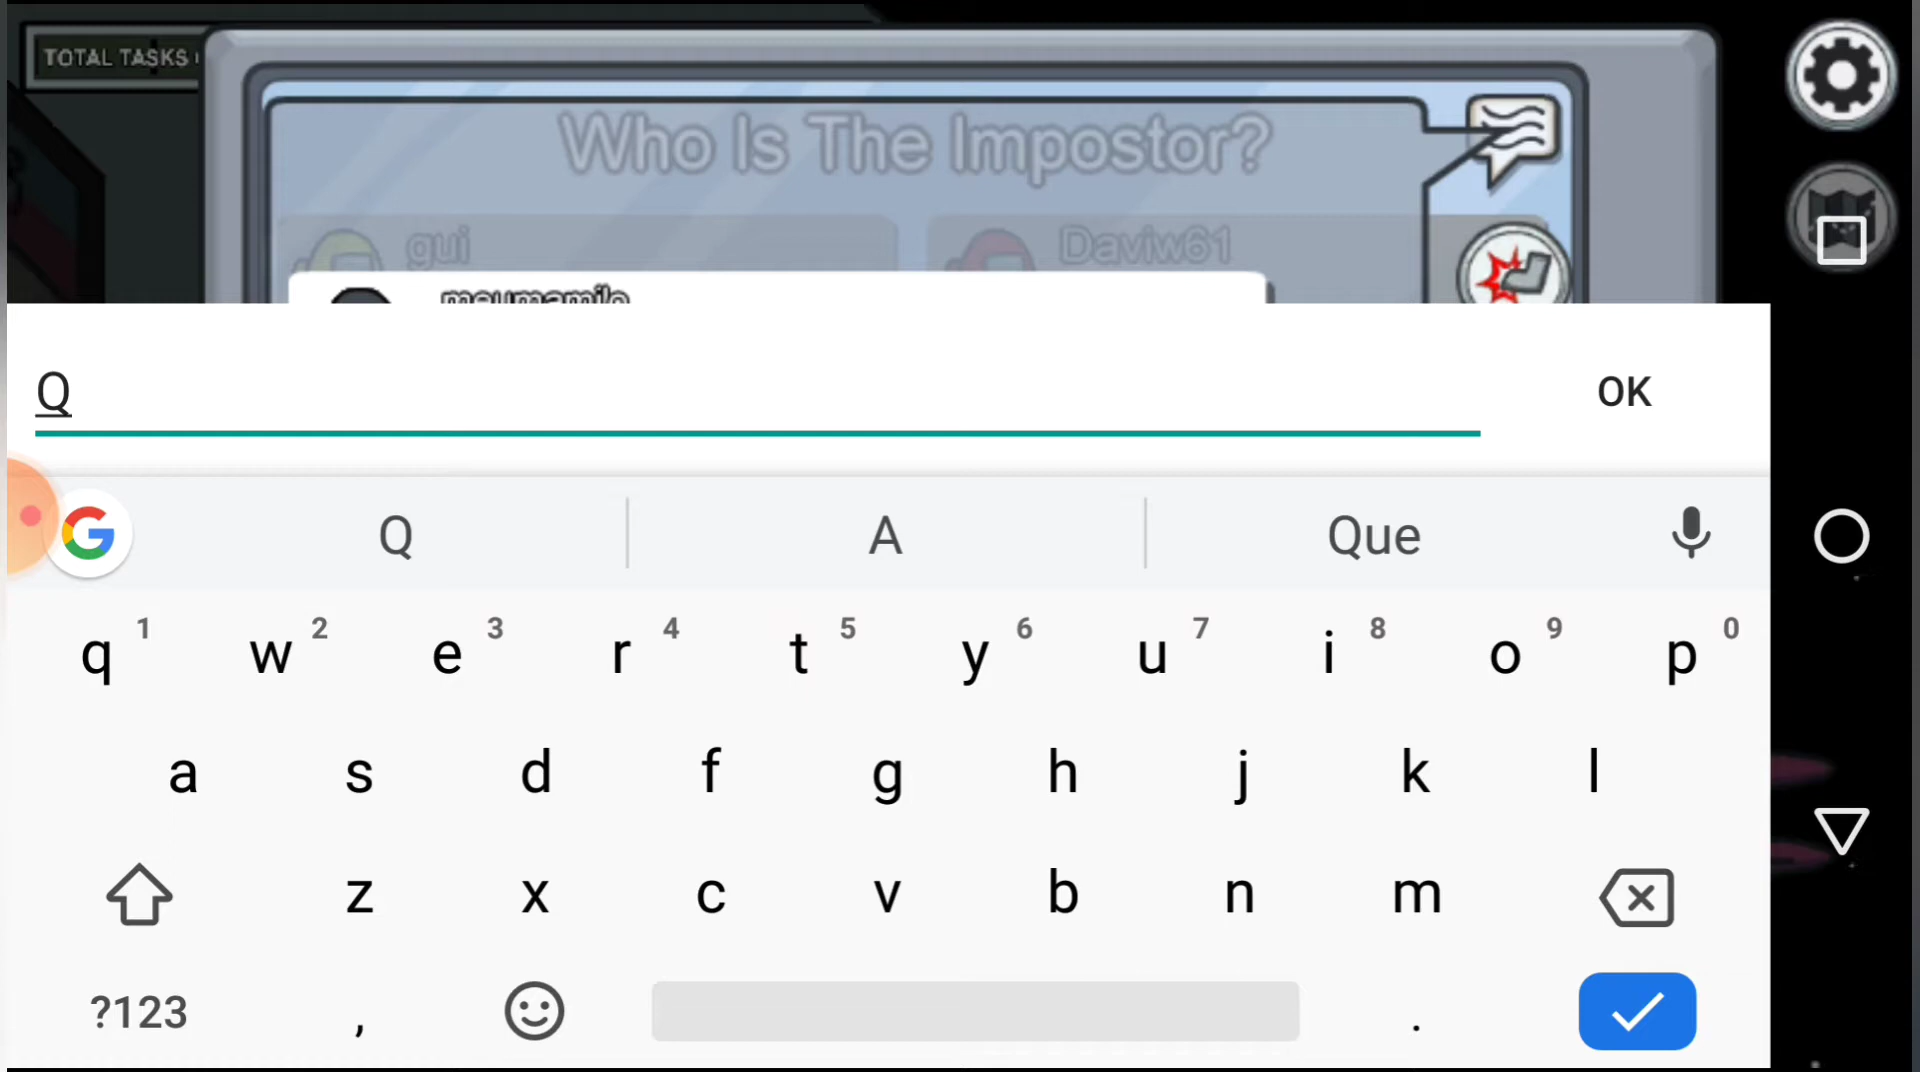 TOTAL TASKS
Who Is The Impostor?
gui
Daviw61
meumamilo
Q
OK
Q
A
Que
q 1 w 2 e 3 r 4 t 5 y 6 u 7 i 8 o 9 p 0
a s d f g h j k l
z x c v b n m
?123 , .